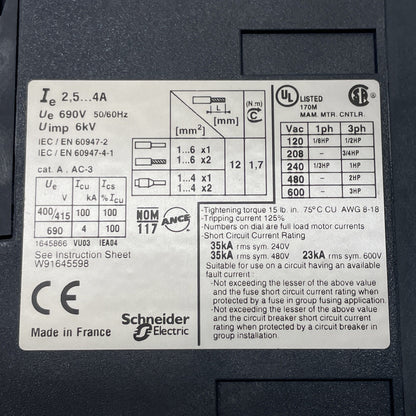 Ie 2,5...4A
Ue 690V 50/60Hz
Uimp 6kV
IEC / EN 60947-2
IEC / EN 60947-4-1
cat. A , AC-3
Ue Icu Ics
V kA % Icu
400/415 100 100
690 4 100
1645866 VU03 IEA04
See Instruction Sheet
W91645598
CE
Made in France
[mm²] L [mm] (N.m) C
1...6 x1
1...6 x2
1...4 x1
1...4 x2
12 1,7
NOM 117 ANCE
Schneider
Electric
UL LISTED
170M
MAM. MTR. CNTLR.
Vac 1ph 3ph
120 1/8HP 1/2HP
208 - 3/4HP
240 1/3HP 1HP
480 - 2HP
600 - 3HP
-Tightening torque 15 lb. in. 75°C CU AWG 8-18
-Tripping current 125%
-Numbers on dial are full load motor currents
-Short Circuit Current Rating
35kA rms sym. 240V
35kA rms sym. 480V 23kA rms sym. 600V
-Suitable for use on a circuit having an available
fault current :
-Not exceeding the lesser of the above value
and the fuse short circuit current rating when
protected by a fuse in group fusing application.
-Not exceeding the lesser of the above value
and the circuit breaker short circuit current
rating when protected by a circuit breaker in
group installation.